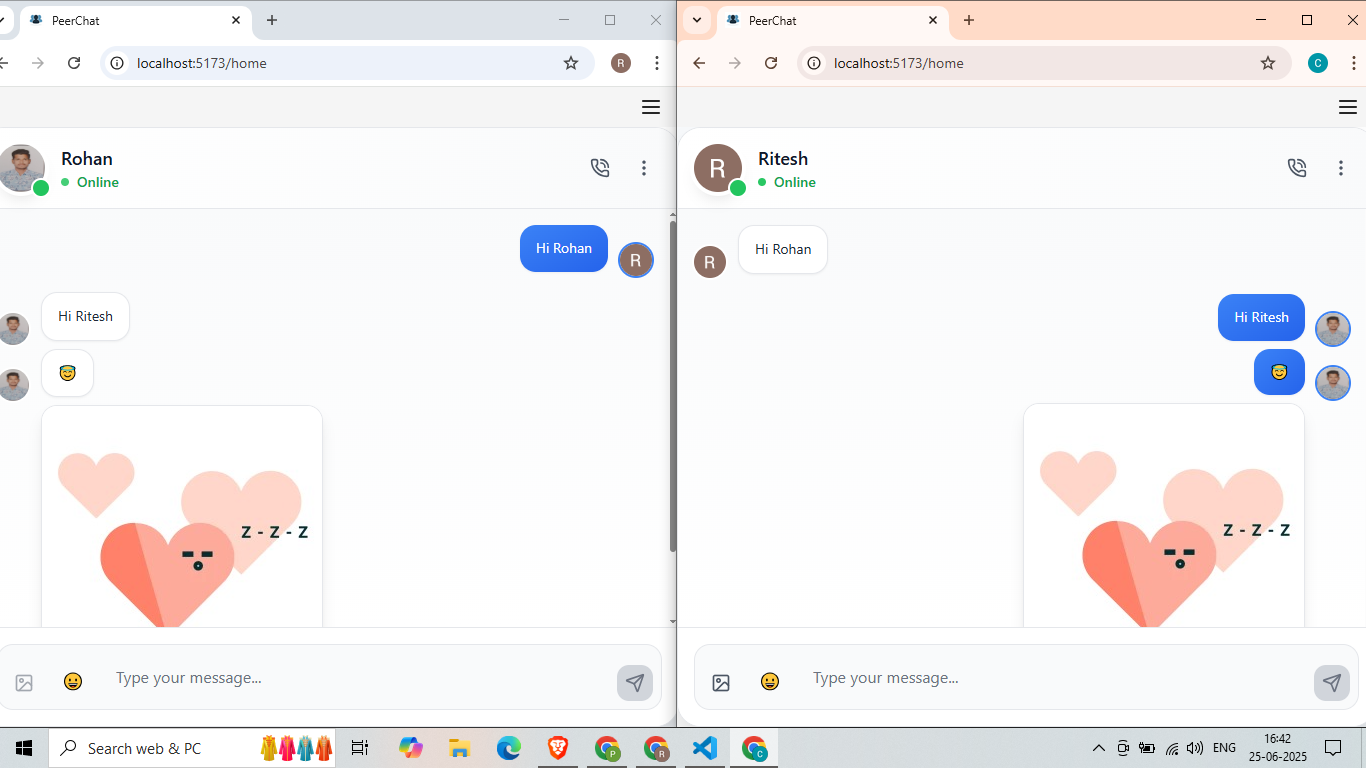 PeerChat
localhost:5173/home
R
Rohan
Online
Hi Rohan
R
Hi Ritesh
Z - Z - Z
Type your message...
PeerChat
localhost:5173/home
C
R
Ritesh
Online
R
Hi Rohan
Hi Ritesh
Z - Z - Z
Type your message...
Search web & PC
P
R
C
ENG
16:42
25-06-2025